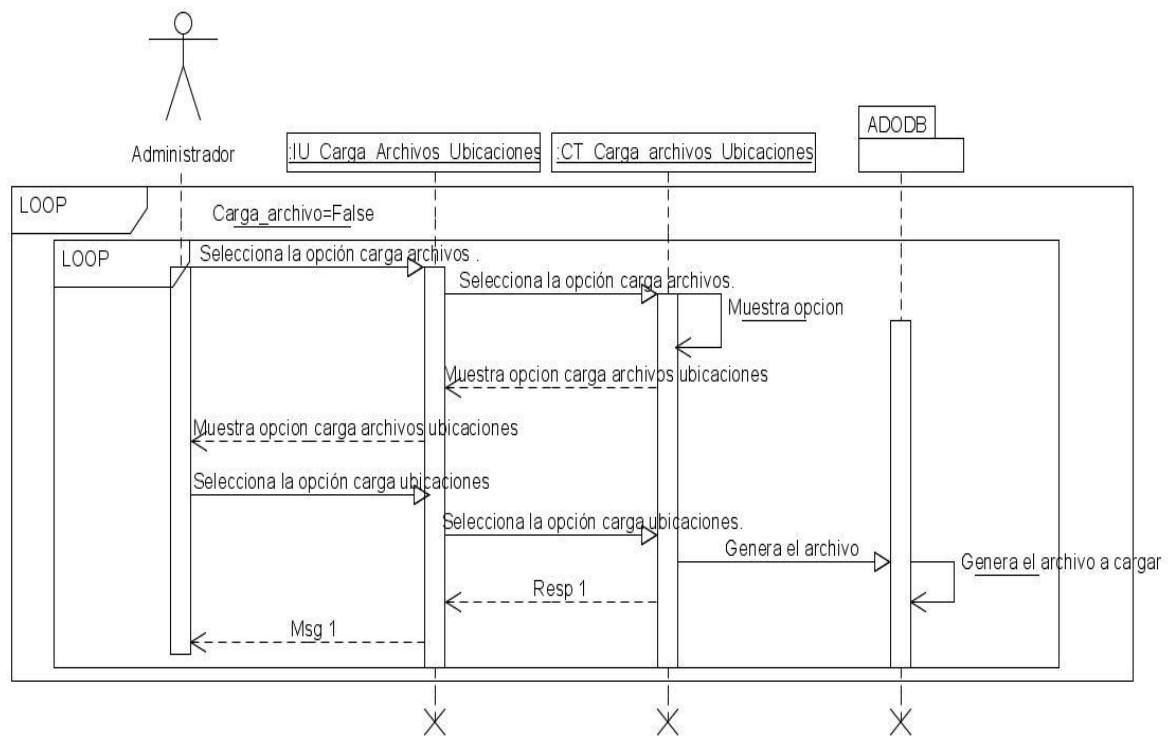 ADODB
Administrador
:IU_Carga_Archivos_Ubicaciones
:CT_Carga_archivos_Ubicaciones
LOOP
Carga_archivo=False
LOOP
Selecciona la opción carga archivos .
Selecciona la opción carga archivos.
Muestra opcion
Muestra opcion carga archivos ubicaciones
Muestra opcion carga archivos ubicaciones
Selecciona la opción carga ubicaciones
Selecciona la opción carga ubicaciones.
Genera el archivo
Genera el archivo a cargar
Resp 1
Msg 1